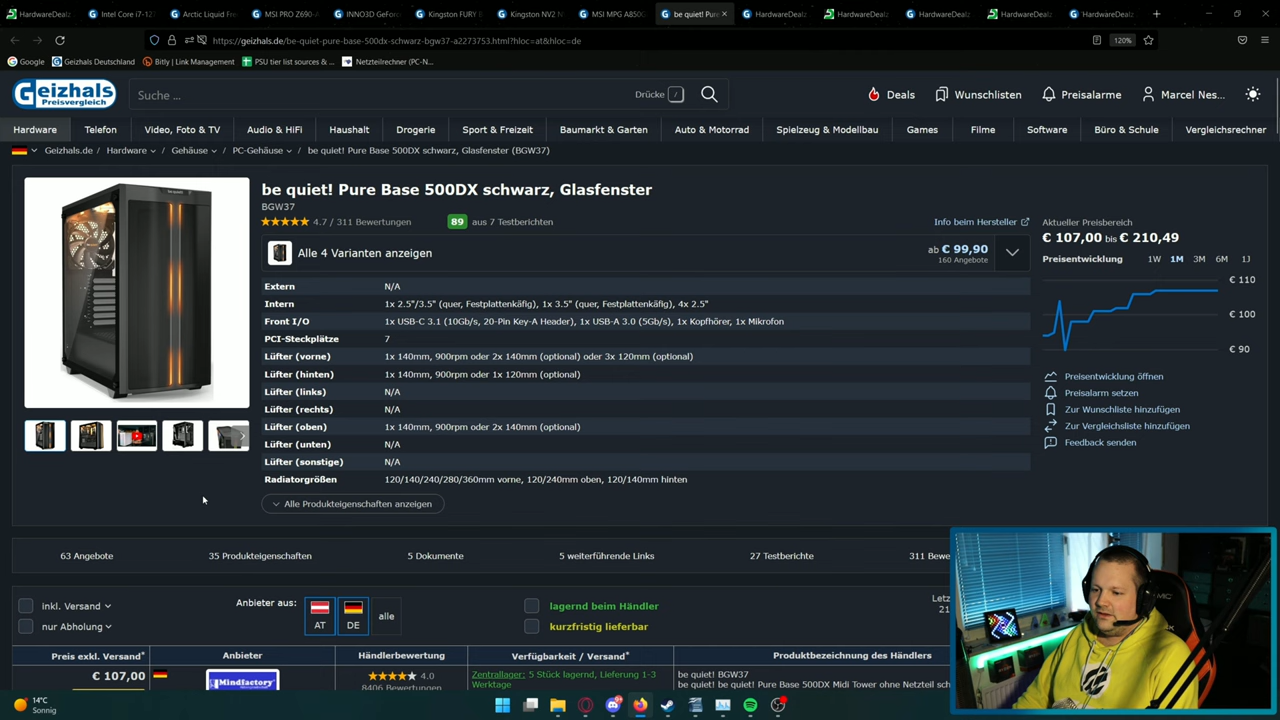 HardwareDealz
Intel Core i7-127
Arctic Liquid Fre
MSI PRO Z690-A
INNO3D GeForc
Kingston FURY B
Kingston NV2 N
MSI MPG A850G
be quiet! Pure
HardwareDealz
HardwareDealz
HardwareDealz
HardwareDealz
HardwareDealz
https://geizhals.de/be-quiet-pure-base-500dx-schwarz-bgw37-a2273753.html?hloc=at&hloc=de
120%
Google
Geizhals Deutschland
Bitly | Link Management
PSU tier list sources & ...
Netzteilrechner (PC-N...
Geizhals
Preisvergleich
Suche ...
Drücke /
Deals
Wunschlisten
Preisalarme
Marcel Nes...
Hardware Telefon Video, Foto & TV Audio & HiFi Haushalt Drogerie Sport & Freizeit Baumarkt & Garten Auto & Motorrad Spielzeug & Modellbau Games Filme Software Büro & Schule Vergleichsrechner
Geizhals.de / Hardware / Gehäuse / PC-Gehäuse / be quiet! Pure Base 500DX schwarz, Glasfenster (BGW37)
be quiet! Pure Base 500DX schwarz, Glasfenster
BGW37
4.7 / 311 Bewertungen 89 aus 7 Testberichten
Info beim Hersteller
Alle 4 Varianten anzeigen
ab € 99,90
160 Angebote
Extern N/A
Intern 1x 2.5"/3.5" (quer, Festplattenkäfig), 1x 3.5" (quer, Festplattenkäfig), 4x 2.5"
Front I/O 1x USB-C 3.1 (10Gb/s, 20-Pin Key-A Header), 1x USB-A 3.0 (5Gb/s), 1x Kopfhörer, 1x Mikrofon
PCI-Steckplätze 7
Lüfter (vorne) 1x 140mm, 900rpm oder 2x 140mm (optional) oder 3x 120mm (optional)
Lüfter (hinten) 1x 140mm, 900rpm oder 1x 120mm (optional)
Lüfter (links) N/A
Lüfter (rechts) N/A
Lüfter (oben) 1x 140mm, 900rpm oder 2x 140mm (optional)
Lüfter (unten) N/A
Lüfter (sonstige) N/A
Radiatorgrößen 120/140/240/280/360mm vorne, 120/240mm oben, 120/140mm hinten
Alle Produkteigenschaften anzeigen
Aktueller Preisbereich
€ 107,00 bis € 210,49
Preisentwicklung 1W 1M 3M 6M 1J
€ 110
€ 100
€ 90
Preisentwicklung öffnen
Preisalarm setzen
Zur Wunschliste hinzufügen
Zur Vergleichsliste hinzufügen
Feedback senden
63 Angebote 35 Produkteigenschaften 5 Dokumente 5 weiterführende Links 27 Testberichte 311 Bewe
inkl. Versand
nur Abholung
Anbieter aus:
AT
DE
alle
lagernd beim Händler
kurzfristig lieferbar
Letz
21
Preis exkl. Versand* Anbieter Händlerbewertung Verfügbarkeit / Versand* Produktbezeichnung des Händlers
€ 107,00
Mindfactory
4.0
8406 Bewertungen
Zentrallager: 5 Stück lagernd, Lieferung 1-3
Werktage
be quiet! BGW37
be quiet! be quiet! Pure Base 500DX Midi Tower ohne Netzteil sch
14°C
Sonnig